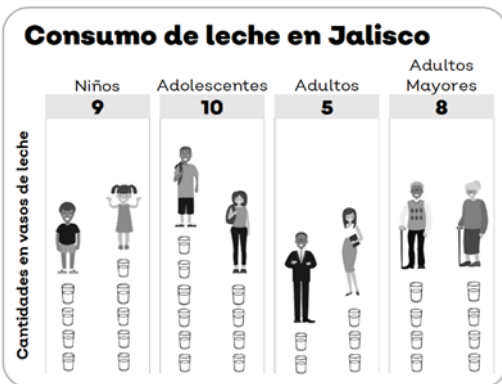 Consumo de leche en Jalisco
Niños
9
Adolescentes
10
Adultos
5
Adultos
Mayores
8
Cantidades en vasos de leche